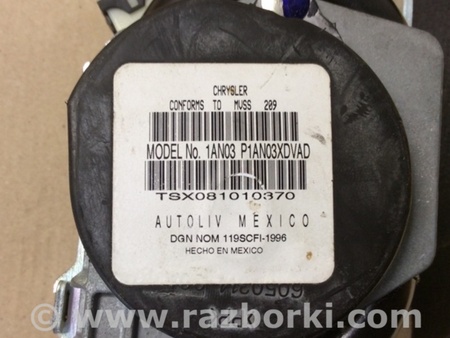 CHRYSLER
CONFORMS TO MVSS 209
MODEL No. 1AN03 P1AN03XDVAD
TSX081010370
AUTOLIV MEXICO
DGN NOM 119SCFI-1996
HECHO EN MEXICO
© - www.razborki.com